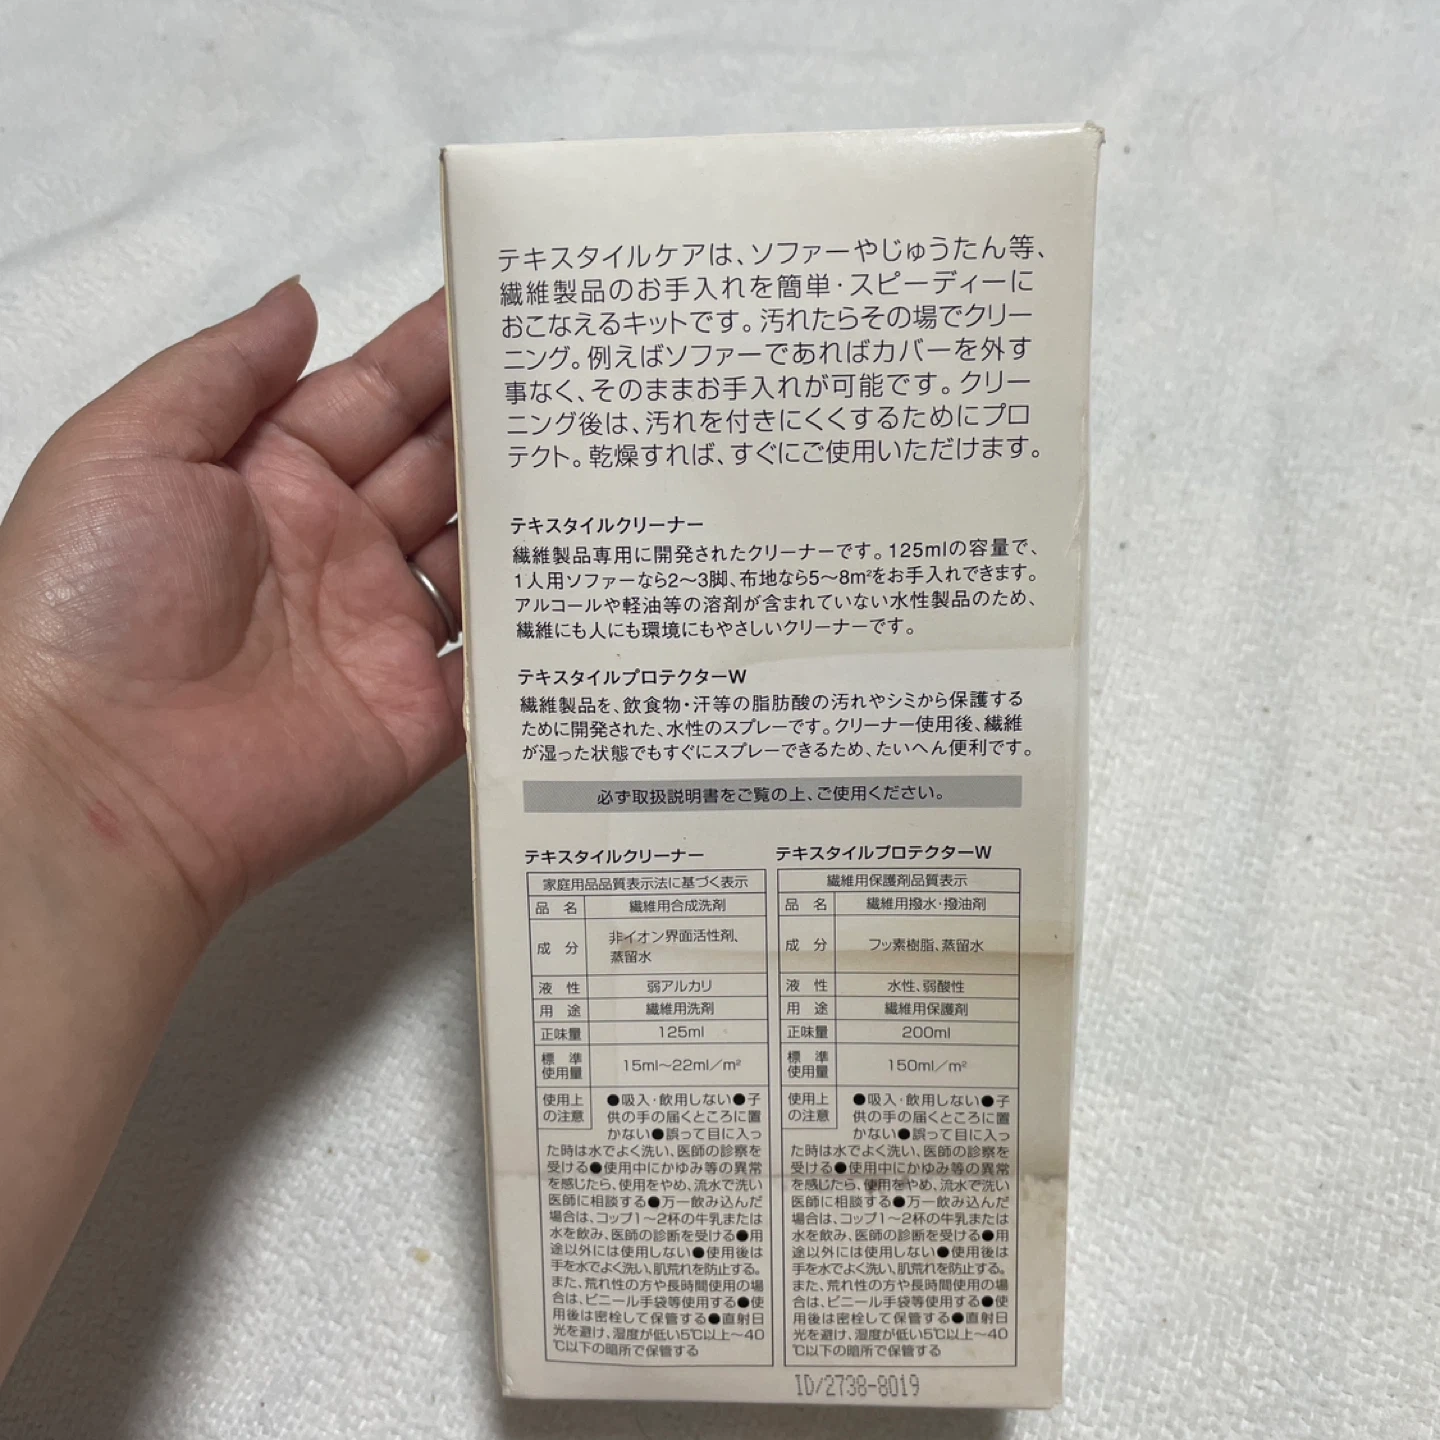 テキスタイルケアは、ソファーやじゅうたん等、
繊維製品のお手入れを簡単・スピーディーに
おこなえるキットです。汚れたらその場でクリー
ニング。例えばソファーであればカバーを外す
事なく、そのままお手入れが可能です。クリー
ニング後は、汚れを付きにくくするためにプロ
テクト。乾燥すれば、すぐにご使用いただけます。
テキスタイルクリーナー
繊維製品専用に開発されたクリーナーです。125mlの容量で、
1人用ソファーなら2〜3脚、布地なら5〜8m²をお手入れできます。
アルコールや軽油等の溶剤が含まれていない水性製品のため、
繊維にも人にも環境にもやさしいクリーナーです。
テキスタイルプロテクターW
繊維製品を、飲食物・汗等の脂肪酸の汚れやシミから保護する
ために開発された、水性のスプレーです。クリーナー使用後、繊維
が湿った状態でもすぐにスプレーできるため、たいへん便利です。
必ず取扱説明書をご覧の上、ご使用ください。
テキスタイルクリーナー
家庭用品品質表示法に基づく表示
品 名 繊維用合成洗剤
成 分 非イオン界面活性剤、
蒸留水
液 性 弱アルカリ
用 途 繊維用洗剤
正味量 125ml
標 準
使用量 15ml〜22ml/m²
使用上 ●吸入・飲用しない●子
の注意 供の手の届くところに置
かない●誤って目に入っ
た時は水でよく洗い、医師の診察を
受ける●使用中にかゆみ等の異常
を感じたら、使用をやめ、流水で洗い
医師に相談する●万一飲み込んだ
場合は、コップ1〜2杯の牛乳または
水を飲み、医師の診断を受ける●用
途以外には使用しない●使用後は
手を水でよく洗い、肌荒れを防止する。
また、荒れ性の方や長時間使用の場
合は、ビニール手袋等使用する●使
用後は密栓して保管する●直射日
光を避け、湿度が低い5℃以上〜40
℃以下の暗所で保管する
テキスタイルプロテクターW
繊維用保護剤品質表示
品 名 繊維用撥水・撥油剤
成 分 フッ素樹脂、蒸留水
液 性 水性、弱酸性
用 途 繊維用保護剤
正味量 200ml
標 準
使用量 150ml/m²
使用上 ●吸入・飲用しない●子
の注意 供の手の届くところに置
かない●誤って目に入っ
た時は水でよく洗い、医師の診察を
受ける●使用中にかゆみ等の異常
を感じたら、使用をやめ、流水で洗い
医師に相談する●万一飲み込んだ
場合は、コップ1〜2杯の牛乳または
水を飲み、医師の診断を受ける●用
途以外には使用しない●使用後は
手を水でよく洗い、肌荒れを防止する。
また、荒れ性の方や長時間使用の場
合は、ビニール手袋等使用する●使
用後は密栓して保管する●直射日
光を避け、湿度が低い5℃以上〜40
℃以下の暗所で保管する
ID/2738-8019